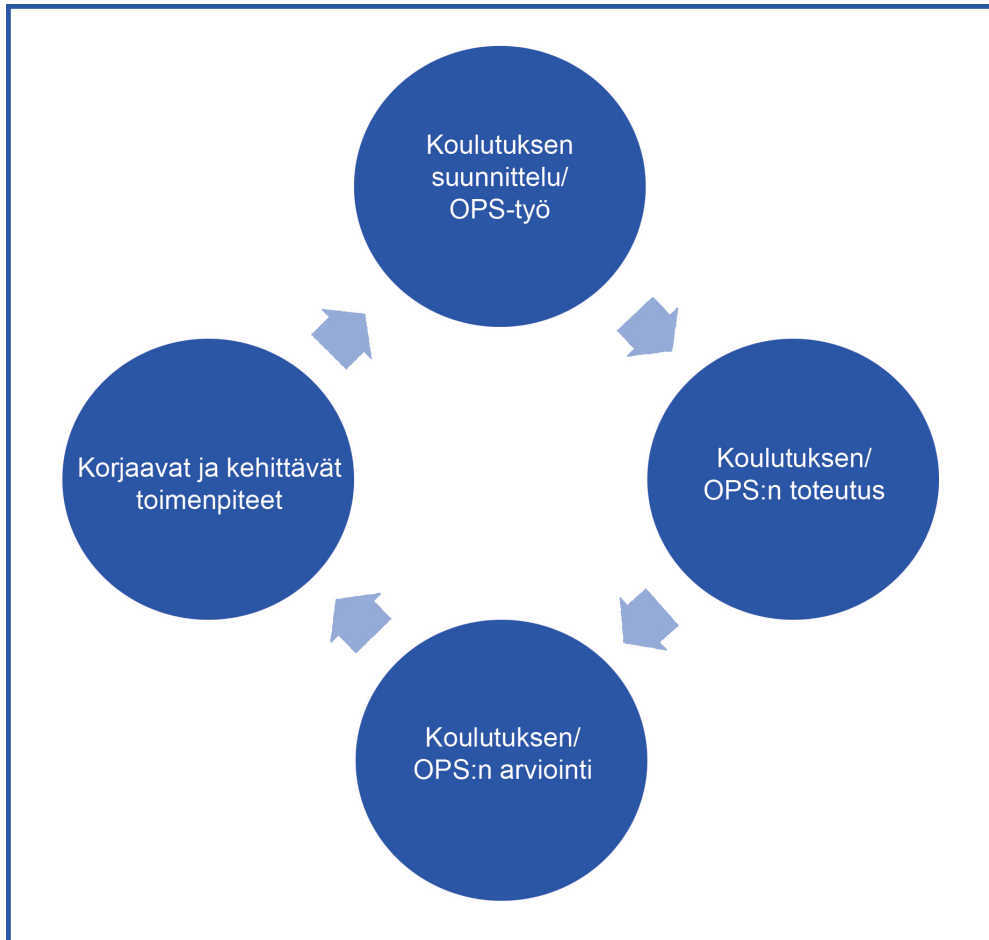 Koulutuksen
suunnittelu/
OPS-työ
Koulutuksen/
OPS:n toteutus
Koulutuksen/
OPS:n arviointi
Korjaavat ja kehittävät
toimenpiteet